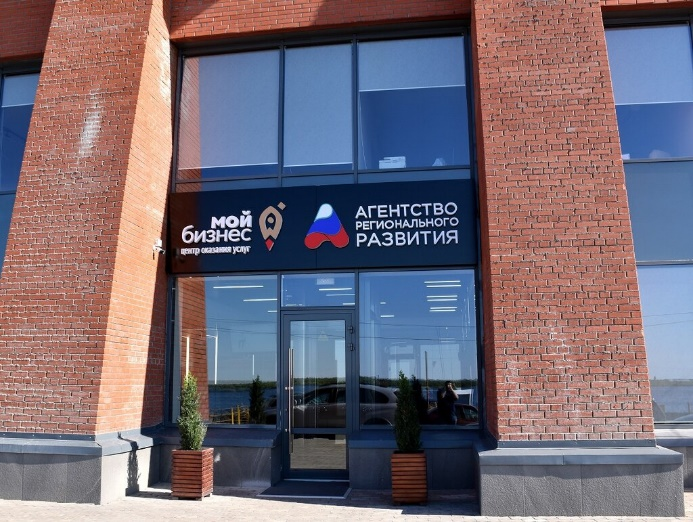 мой
бизнес
центр оказания услуг
АГЕНТСТВО
РЕГИОНАЛЬНОГО
РАЗВИТИЯ